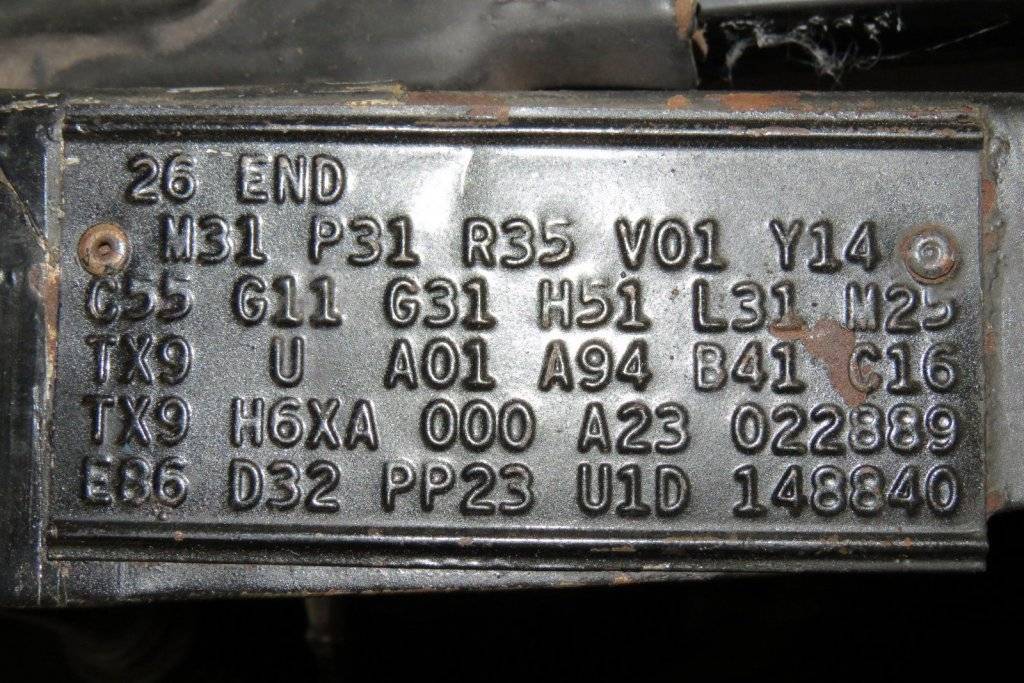 26 END
M31 P31 R35 V01 Y14
C55 G11 G31 H51 L31 M25
TX9 U A01 A94 B41 C16
TX9 H6XA 000 A23 022889
E86 D32 PP23 U1D 148840